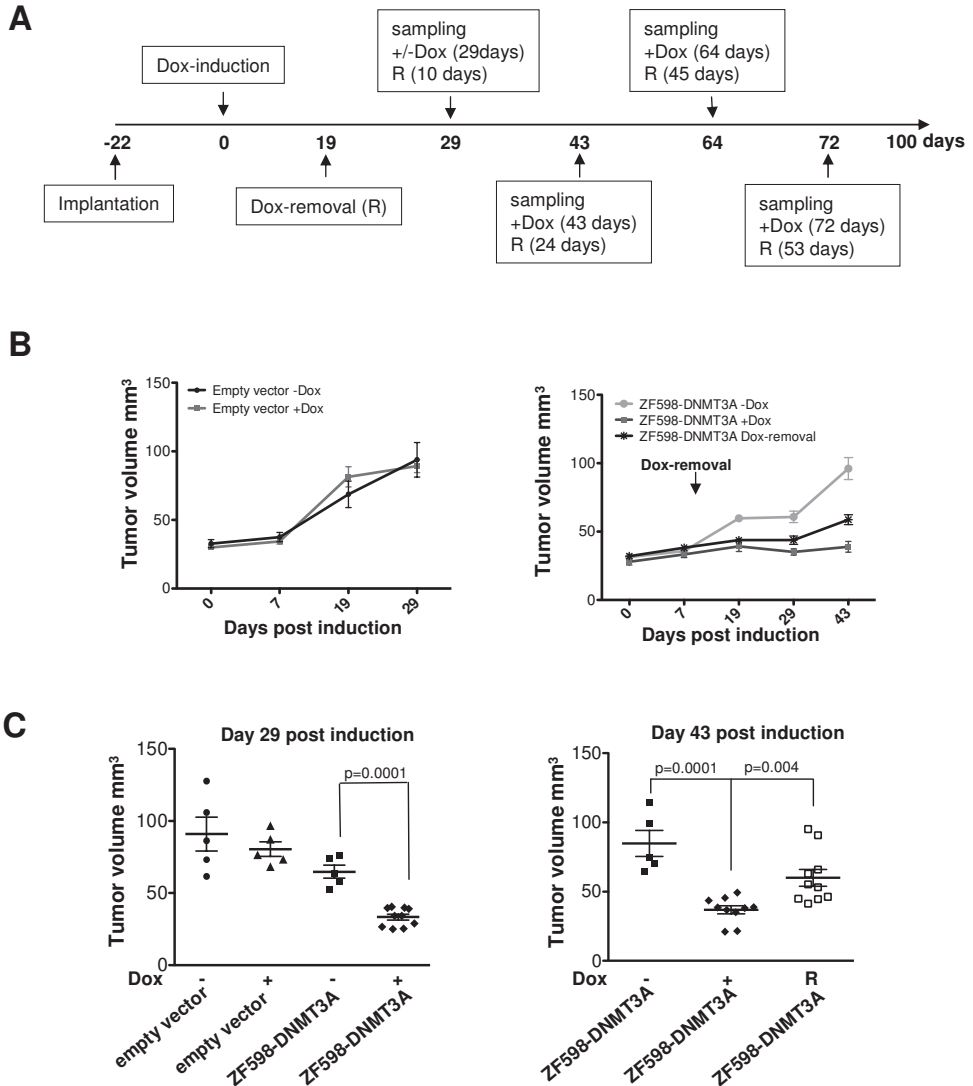 A
Dox-induction
sampling
+/-Dox (29days)
R (10 days)
sampling
+Dox (64 days)
R (45 days)
-22 0 19 29 43 64 72 100 days
Implantation
Dox-removal (R)
sampling
+Dox (43 days)
R (24 days)
sampling
+Dox (72 days)
R (53 days)
B
Tumor volume mm³
150
100
50
0
Empty vector -Dox
Empty vector +Dox
0 7 19 29
Days post induction
Tumor volume mm³
150
100
50
0
ZF598-DNMT3A -Dox
ZF598-DNMT3A +Dox
ZF598-DNMT3A Dox-removal
Dox-removal
0 7 19 29 43
Days post induction
C
Day 29 post induction
Tumor volume mm³
150
100
50
0
p=0.0001
Dox - + - +
empty vector
empty vector
ZF598-DNMT3A
ZF598-DNMT3A
Day 43 post induction
Tumor volume mm³
150
100
50
0
p=0.0001 p=0.004
Dox - + R
ZF598-DNMT3A
ZF598-DNMT3A
ZF598-DNMT3A